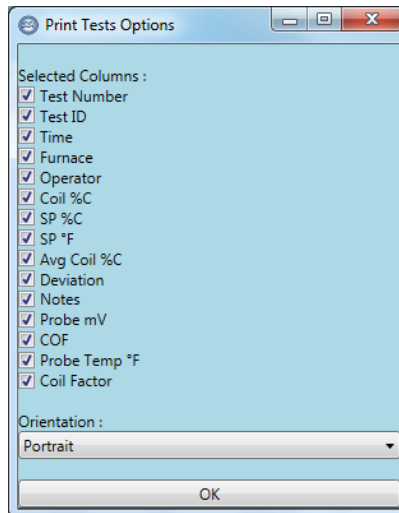 Print Tests Options
Selected Columns :
Test Number
Test ID
Time
Furnace
Operator
Coil %C
SP %C
SP °F
Avg Coil %C
Deviation
Notes
Probe mV
COF
Probe Temp °F
Coil Factor
Orientation :
Portrait
OK